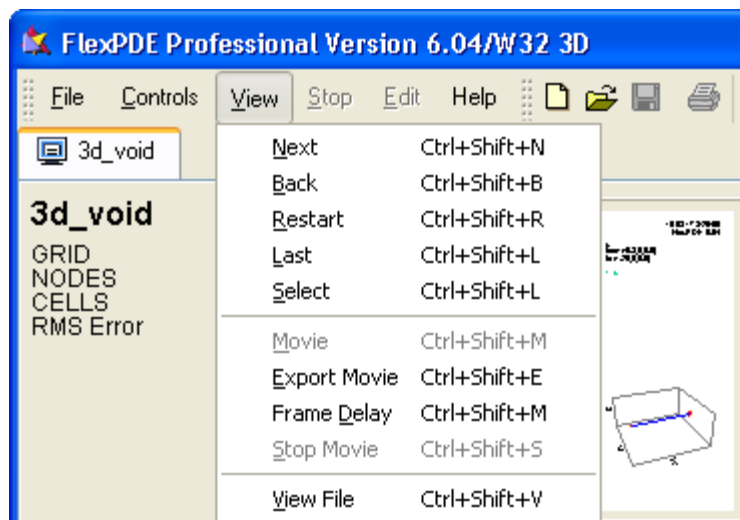 FlexPDE Professional Version 6.04/W32 3D
File Controls View Stop Edit Help
3d_void
3d_void
GRID
NODES
CELLS
RMS Error
Next Ctrl+Shift+N
Back Ctrl+Shift+B
Restart Ctrl+Shift+R
Last Ctrl+Shift+L
Select Ctrl+Shift+L
Movie Ctrl+Shift+M
Export Movie Ctrl+Shift+E
Frame Delay Ctrl+Shift+M
Stop Movie Ctrl+Shift+S
View File Ctrl+Shift+V